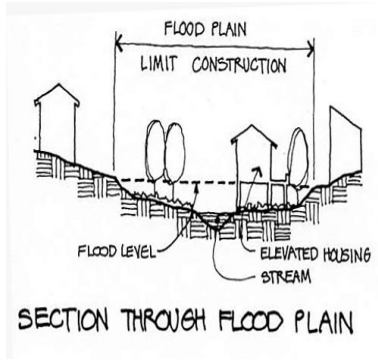 FLOOD PLAIN
LIMIT CONSTRUCTION
FLOOD LEVEL
ELEVATED HOUSING
STREAM
SECTION THROUGH FLOOD PLAIN